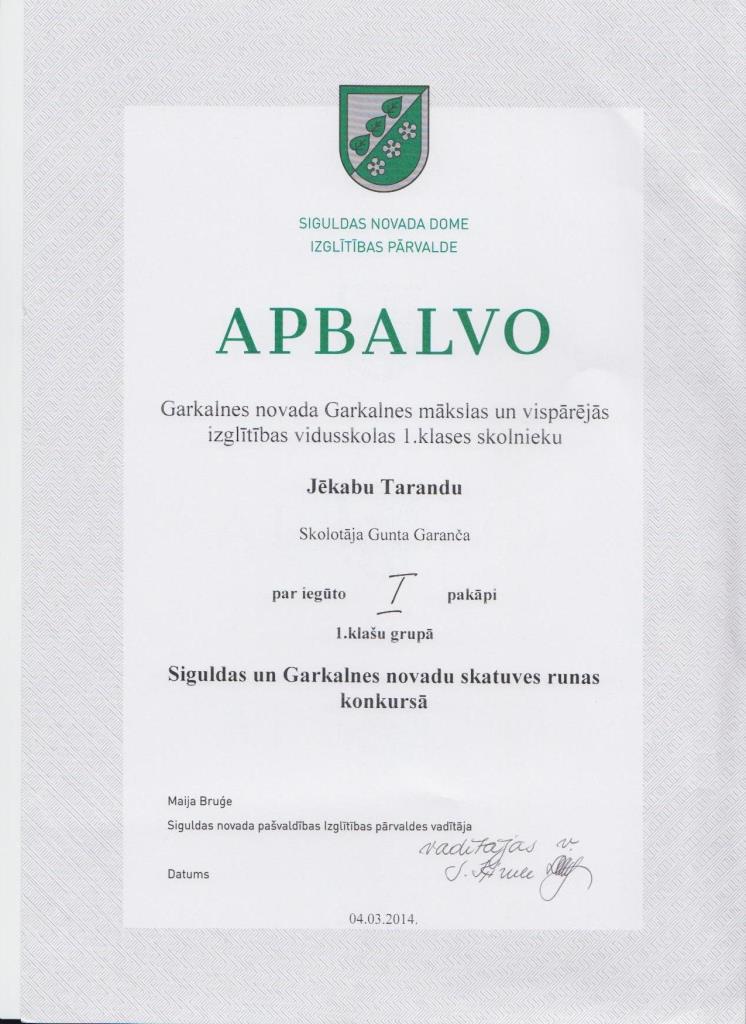 SIGULDAS NOVADA DOME
IZGLĪTĪBAS PĀRVALDE
APBALVO
Garkalnes novada Garkalnes mākslas un vispārējās
izglītības vidusskolas 1.klases skolnieku
Jēkabu Tarandu
Skolotāja Gunta Garanča
par iegūto I pakāpi
1.klašu grupā
Siguldas un Garkalnes novadu skatuves runas
konkursā
Maija Bruģe
Siguldas novada pašvaldības Izglītības pārvaldes vadītāja
vadītājas v.
Datums
04.03.2014.